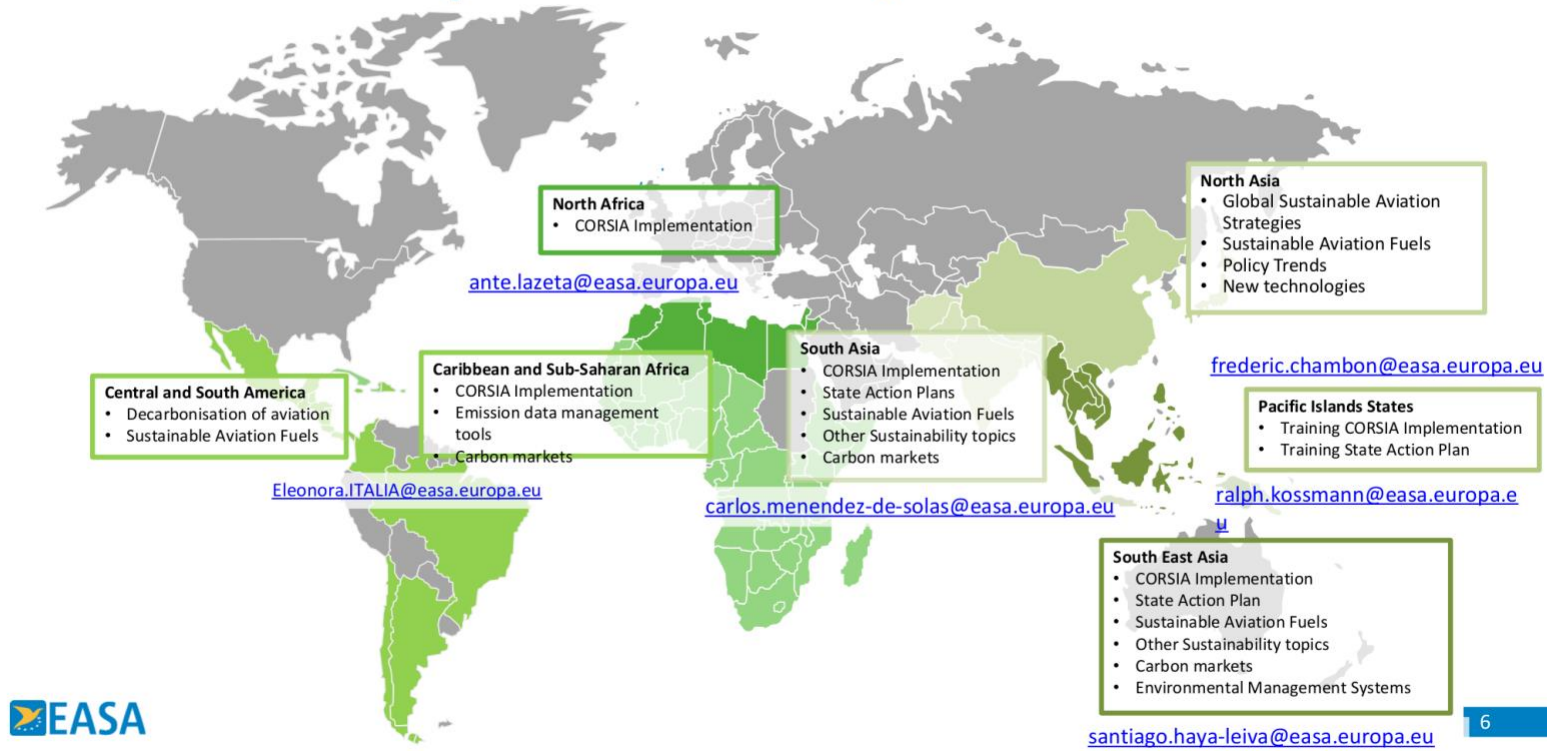 North Africa
• CORSIA Implementation
ante.lazeta@easa.europa.eu
North Asia
• Global Sustainable Aviation
Strategies
• Sustainable Aviation Fuels
• Policy Trends
• New technologies
frederic.chambon@easa.europa.eu
Central and South America
• Decarbonisation of aviation
• Sustainable Aviation Fuels
Eleonora.ITALIA@easa.europa.eu
Caribbean and Sub-Saharan Africa
• CORSIA Implementation
• Emission data management
tools
• Carbon markets
South Asia
• CORSIA Implementation
• State Action Plans
• Sustainable Aviation Fuels
• Other Sustainability topics
• Carbon markets
carlos.menendez-de-solas@easa.europa.eu
Pacific Islands States
• Training CORSIA Implementation
• Training State Action Plan
ralph.kossmann@easa.europa.e
u
South East Asia
• CORSIA Implementation
• State Action Plan
• Sustainable Aviation Fuels
• Other Sustainability topics
• Carbon markets
• Environmental Management Systems
santiago.haya-leiva@easa.europa.eu
EASA
6